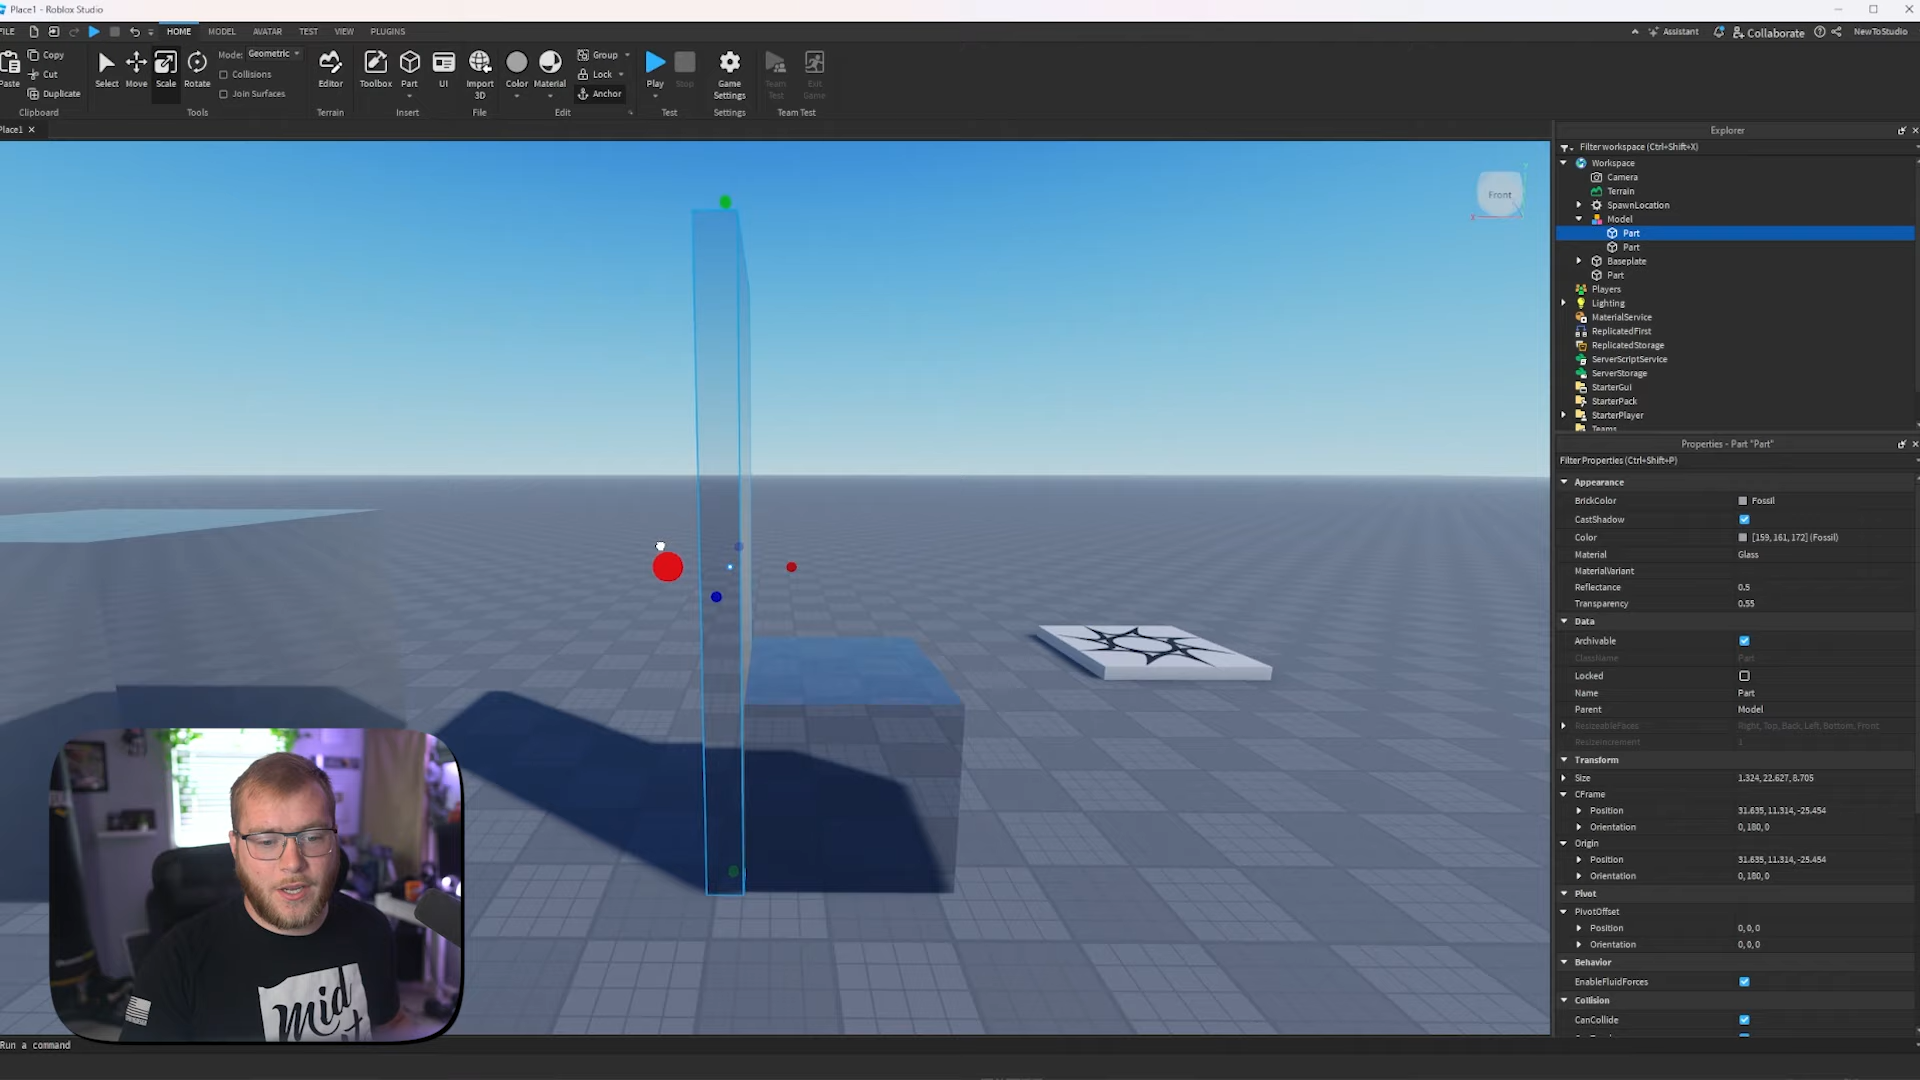 Place1 - Roblox Studio
FILE HOME MODEL AVATAR TEST VIEW PLUGINS
Assistant Collaborate NewToStudio
Paste Copy Cut Duplicate
Clipboard
Select Move Scale Rotate
Mode: Geometric
Collisions
Join Surfaces
Tools
Editor
Terrain
Toolbox Part UI
Insert
Import 3D
File
Color Material Group Lock Anchor
Edit
Play Stop
Test
Game Settings
Settings
Team Test Exit Game
Team Test
Place1
Front
Y
X
Explorer
Filter workspace (Ctrl+Shift+X)
Workspace
Camera
Terrain
SpawnLocation
Model
Part
Part
Baseplate
Part
Players
Lighting
MaterialService
ReplicatedFirst
ReplicatedStorage
ServerScriptService
ServerStorage
StarterGui
StarterPack
StarterPlayer
Teams
Properties - Part "Part"
Filter Properties (Ctrl+Shift+P)
Appearance
BrickColor Fossil
CastShadow
Color [159, 161, 172] (Fossil)
Material Glass
MaterialVariant
Reflectance 0.5
Transparency 0.55
Data
Archivable
ClassName Part
Locked
Name Part
Parent Model
ResizeableFaces Right, Top, Back, Left, Bottom, Front
ResizeIncrement 1
Transform
Size 1.324, 22.627, 8.705
CFrame
Position 31.635, 11.314, -25.454
Orientation 0, 180, 0
Origin
Position 31.635, 11.314, -25.454
Orientation 0, 180, 0
Pivot
PivotOffset
Position 0, 0, 0
Orientation 0, 0, 0
Behavior
EnableFluidForces
Collision
CanCollide
Mid
Run a command